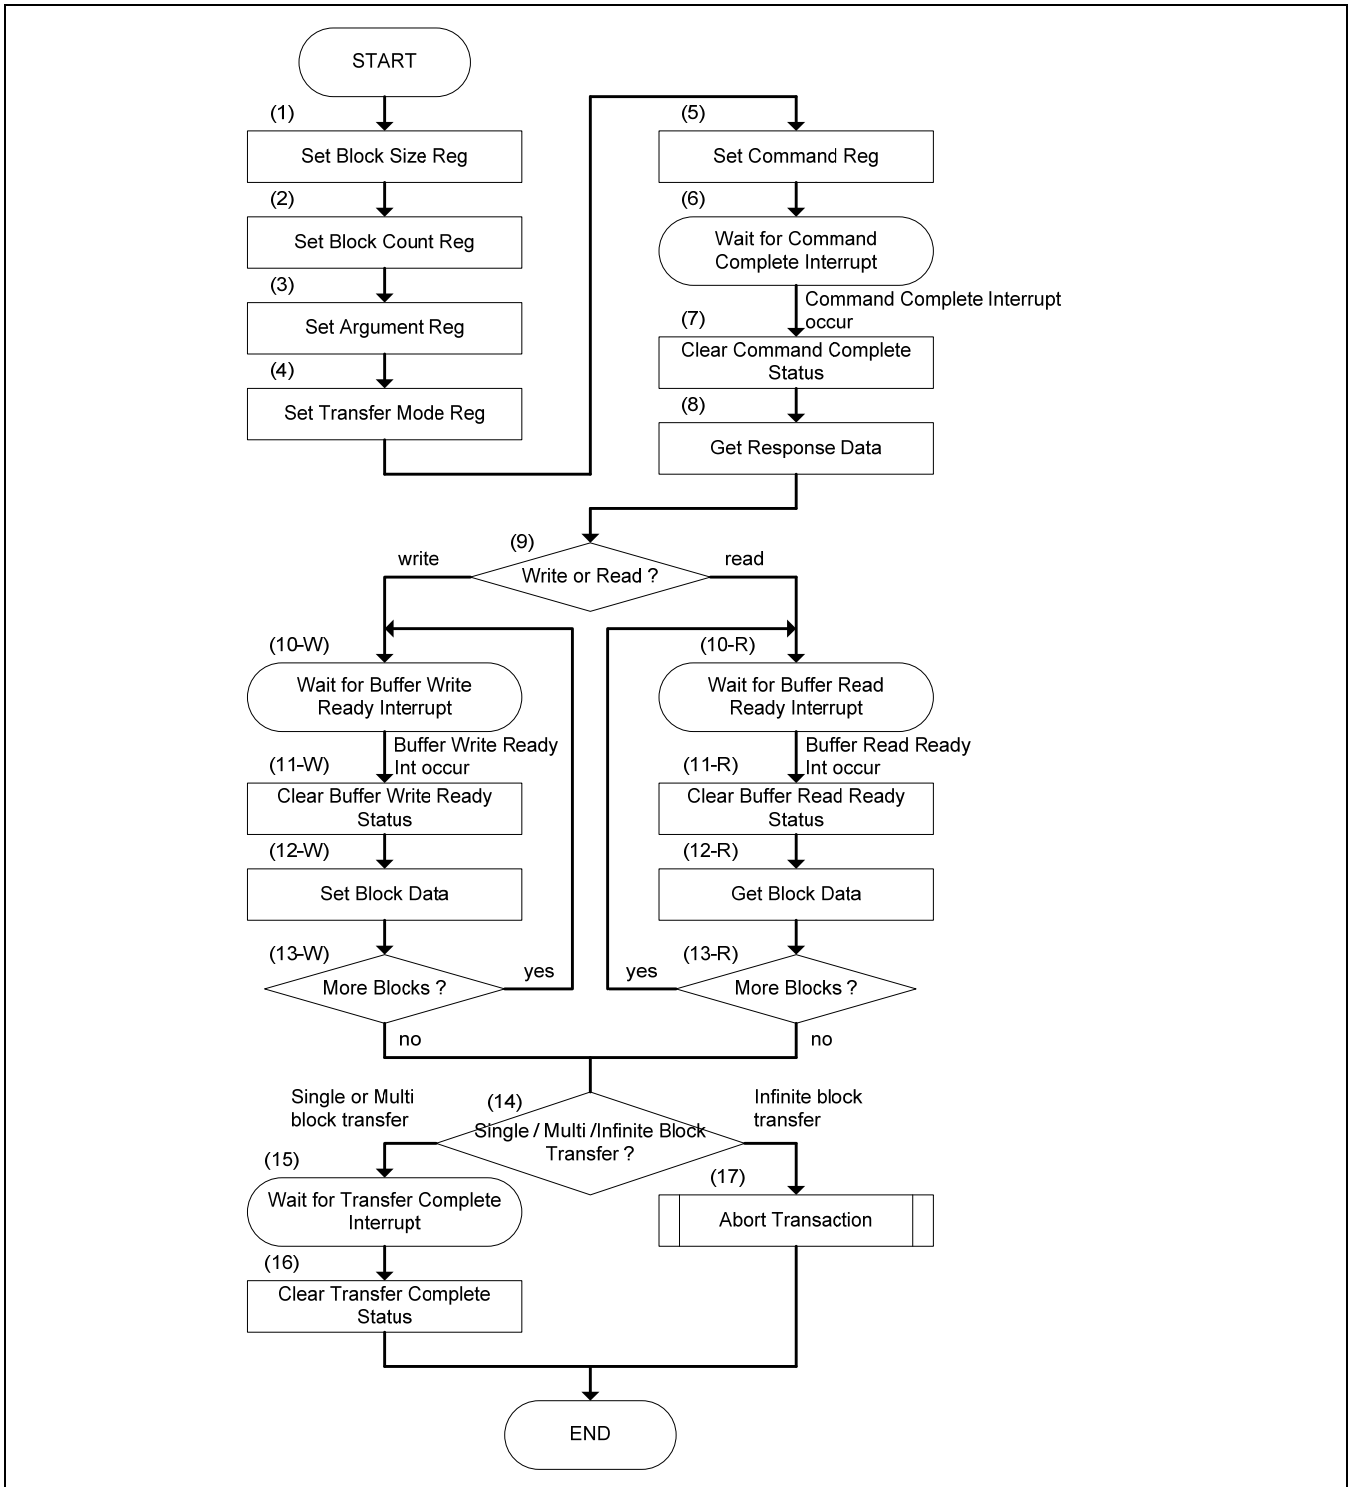 START
(1)
Set Block Size Reg
(2)
Set Block Count Reg
(3)
Set Argument Reg
(4)
Set Transfer Mode Reg
(5)
Set Command Reg
(6)
Wait for Command
Complete Interrupt
Command Complete Interrupt
occur
(7)
Clear Command Complete
Status
(8)
Get Response Data
(9)
write
Write or Read ?
read
(10-W)
Wait for Buffer Write
Ready Interrupt
Buffer Write Ready
Int occur
(11-W)
Clear Buffer Write Ready
Status
(12-W)
Set Block Data
(13-W)
More Blocks ?
yes
no
(10-R)
Wait for Buffer Read
Ready Interrupt
Buffer Read Ready
Int occur
(11-R)
Clear Buffer Read Ready
Status
(12-R)
Get Block Data
(13-R)
yes
More Blocks ?
no
Single or Multi
block transfer
(14)
Single / Multi /Infinite Block
Transfer ?
Infinite block
transfer
(15)
Wait for Transfer Complete
Interrupt
(16)
Clear Transfer Complete
Status
(17)
Abort Transaction
END